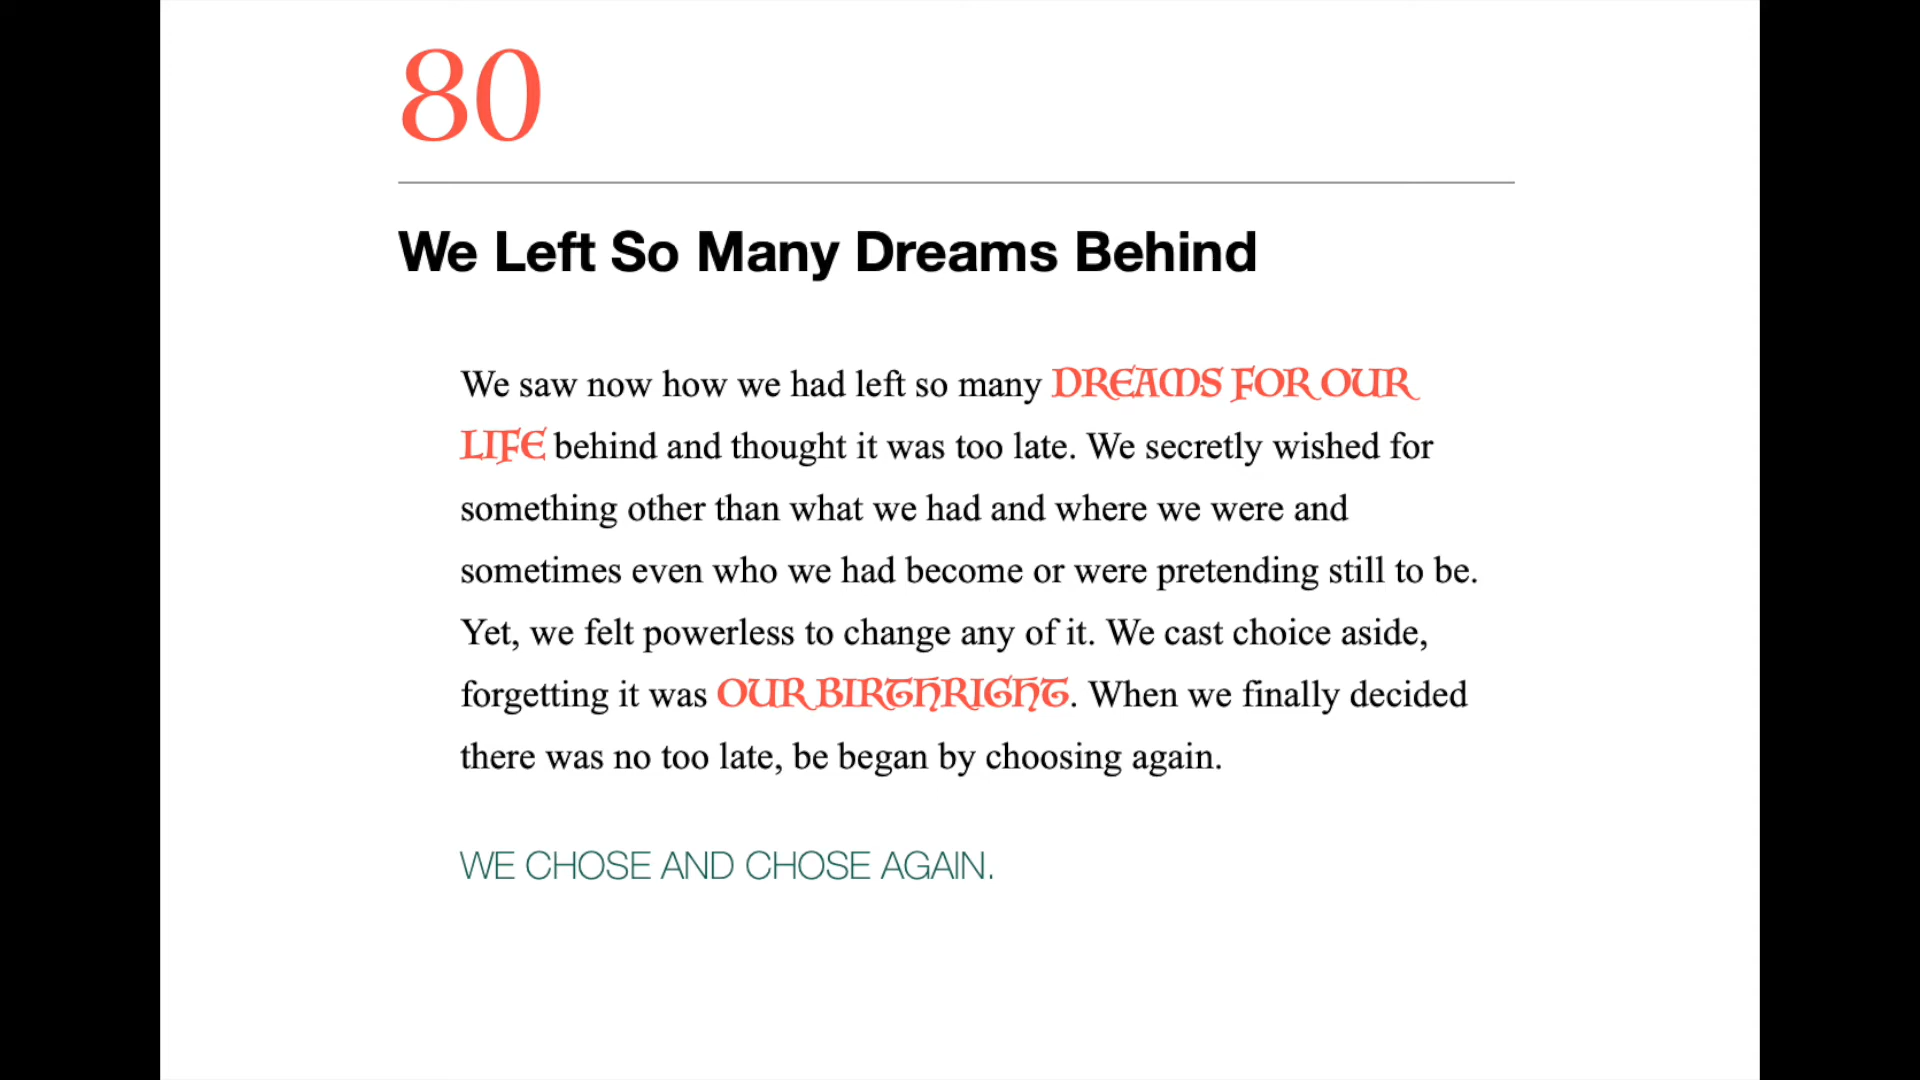 80
We Left So Many Dreams Behind
We saw now how we had left so many DREAMS FOR OUR
LIFE behind and thought it was too late. We secretly wished for
something other than what we had and where we were and
sometimes even who we had become or were pretending still to be.
Yet, we felt powerless to change any of it. We cast choice aside,
forgetting it was OUR BIRTHRIGHT. When we finally decided
there was no too late, be began by choosing again.
WE CHOSE AND CHOSE AGAIN.